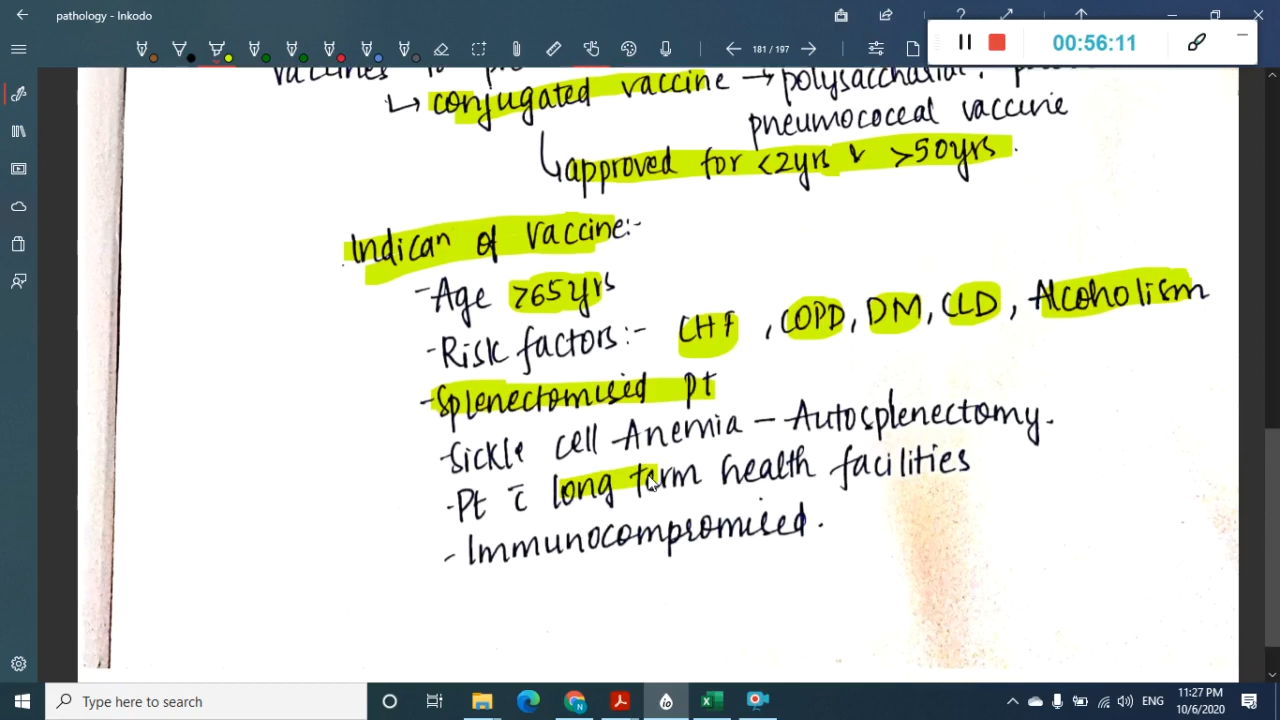 pathology - Inkodo
00:56:11
181 / 197
vaccines
↳ conjugated vaccine → polysaccharidal
pneumococcal vaccine
↳ approved for <2yrs & >50yrs.
Indicaⁿ of Vaccine:-
- Age >65yrs
- Risk factors:- CHF, COPD, DM, CLD, Alcoholism
- Splenectomised pt
- Sickle cell Anemia - Autosplenectomy.
- Pt c̄ long term health facilities
- Immunocompromised.
Type here to search
ENG
11:27 PM
10/6/2020